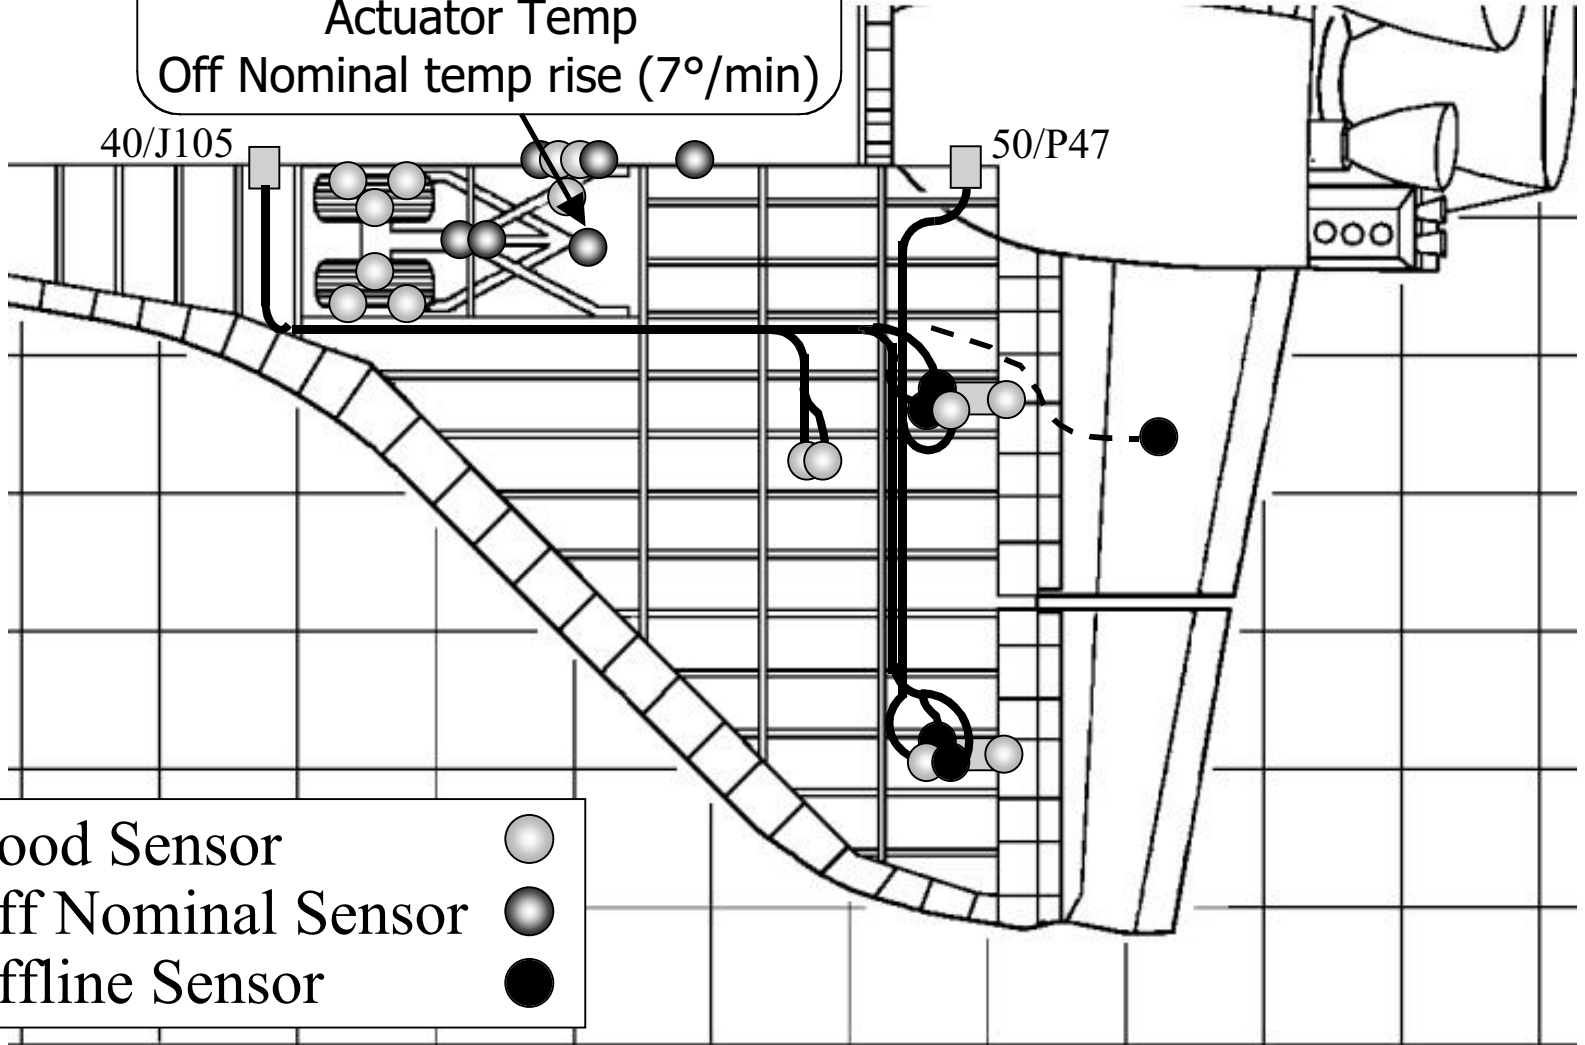 Actuator Temp
Off Nominal temp rise (7°/min)
40/J105
50/P47
ood Sensor
ff Nominal Sensor
ffline Sensor